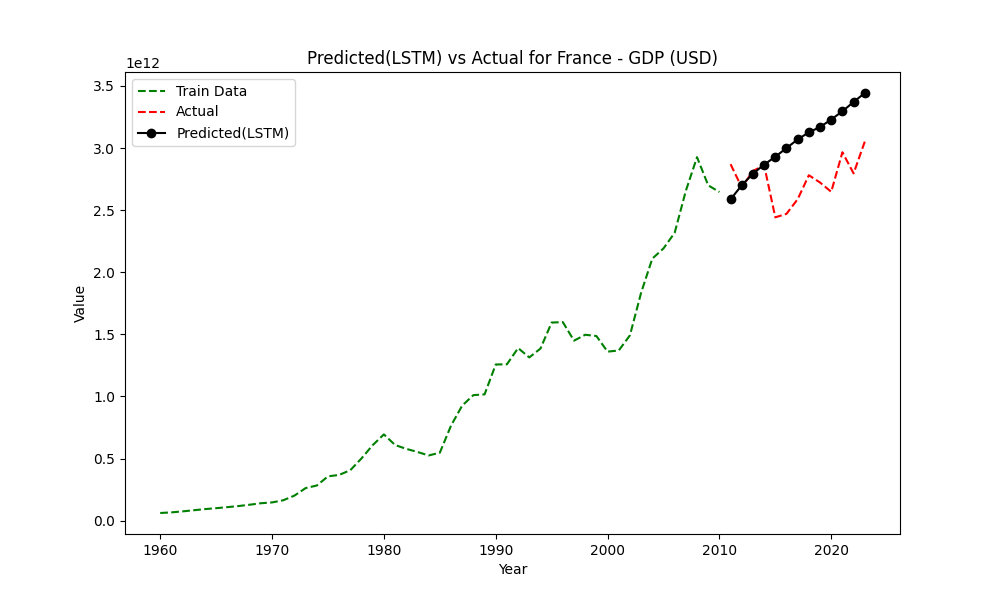 Predicted(LSTM) vs Actual for France - GDP (USD)
1e12
Train Data
Actual
Predicted(LSTM)
3.5
3.0
2.5
2.0
1.5
1.0
0.5
0.0
Value
1960 1970 1980 1990 2000 2010 2020
Year